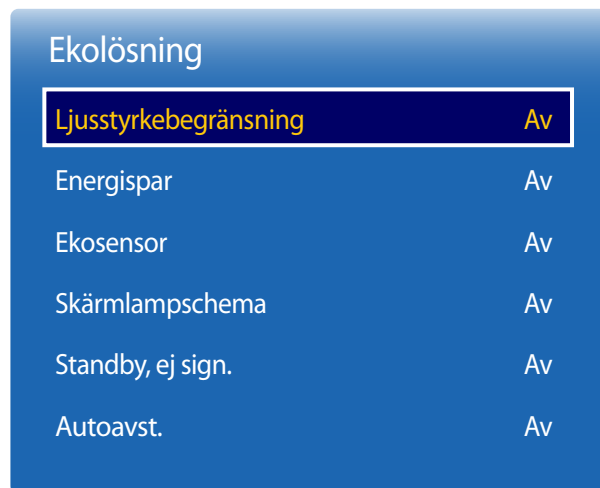 Ekolösning
Ljusstyrkebegränsning Av
Energispar Av
Ekosensor Av
Skärmlampschema Av
Standby, ej sign. Av
Autoavst. Av